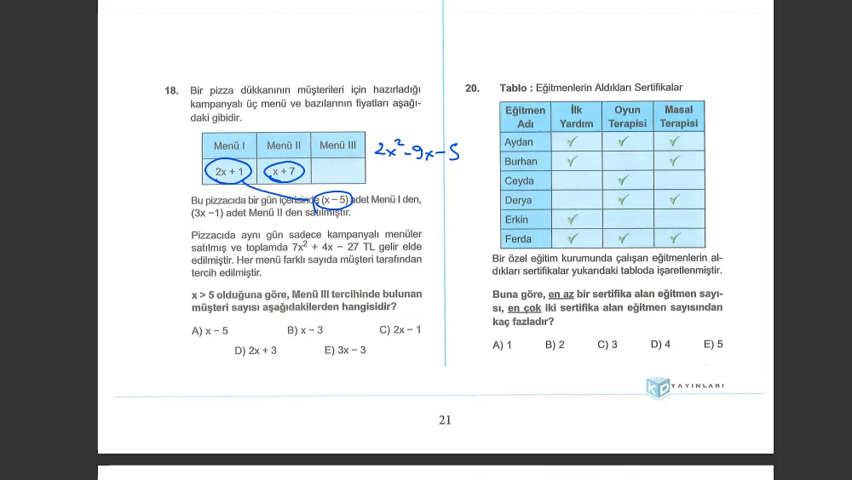 18. Bir pizza dükkanının müşterileri için hazırladığı
kampanyalı üç menü ve bazılarının fiyatları aşağı-
daki gibidir.
Menü I Menü II Menü III
2x + 1 x + 7
2x² - 9x - 5
Bu pizzacıda bir gün içerisinde (x – 5) adet Menü I den,
(3x –1) adet Menü II den satılmıştır.
Pizzacıda aynı gün sadece kampanyalı menüler
satılmış ve toplamda 7x² + 4x – 27 TL gelir elde
edilmiştir. Her menü farklı sayıda müşteri tarafından
tercih edilmiştir.
x > 5 olduğuna göre, Menü III tercihinde bulunan
müşteri sayısı aşağıdakilerden hangisidir?
A) x – 5 B) x – 3 C) 2x – 1
D) 2x + 3 E) 3x – 3
20. Tablo : Eğitmenlerin Aldıkları Sertifikalar
Eğitmen Adı İlk Yardım Oyun Terapisi Masal Terapisi
Aydan ✓ ✓ ✓
Burhan ✓ ✓
Ceyda ✓
Derya ✓ ✓
Erkin ✓
Ferda ✓ ✓ ✓
Bir özel eğitim kurumunda çalışan eğitmenlerin al-
dıkları sertifikalar yukarıdaki tabloda işaretlenmiştir.
Buna göre, en az bir sertifika alan eğitmen sayı-
sı, en çok iki sertifika alan eğitmen sayısından
kaç fazladır?
A) 1 B) 2 C) 3 D) 4 E) 5
KD YAYINLARI
21